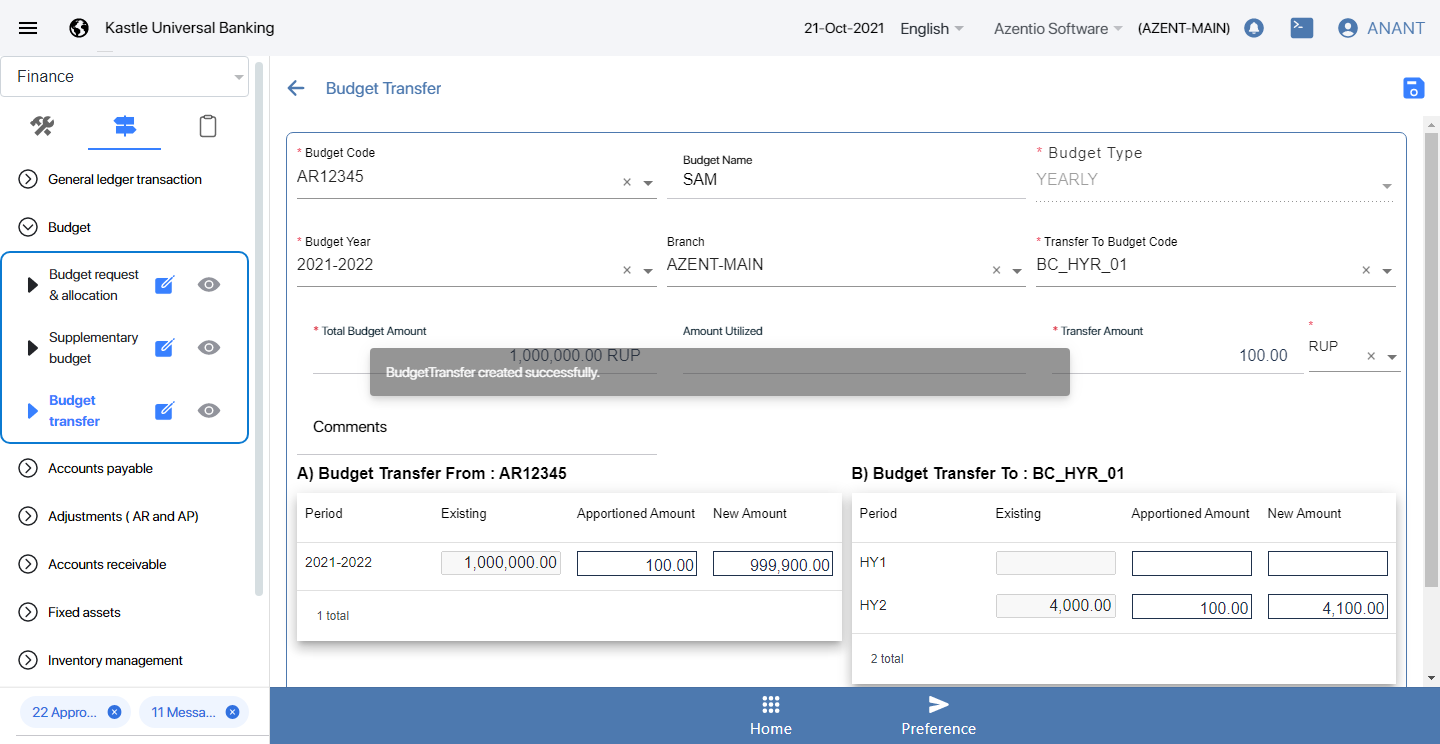 Kastle Universal Banking
21-Oct-2021
English
Azentio Software
(AZENT-MAIN)
ANANT
Finance
General ledger transaction
Budget
Budget request
& allocation
Supplementary
budget
Budget
transfer
Accounts payable
Adjustments ( AR and AP)
Accounts receivable
Fixed assets
Inventory management
22 Appro...
11 Messa...
Budget Transfer
* Budget Code
AR12345
Budget Name
SAM
* Budget Type
YEARLY
* Budget Year
2021-2022
Branch
AZENT-MAIN
* Transfer To Budget Code
BC_HYR_01
* Total Budget Amount
1,000,000.00 RUP
Amount Utilized
* Transfer Amount
100.00
*
RUP
BudgetTransfer created successfully.
Comments
A) Budget Transfer From : AR12345
Period Existing Apportioned Amount New Amount
2021-2022 1,000,000.00 100.00 999,900.00
1 total
B) Budget Transfer To : BC_HYR_01
Period Existing Apportioned Amount New Amount
HY1
HY2 4,000.00 100.00 4,100.00
2 total
Home
Preference